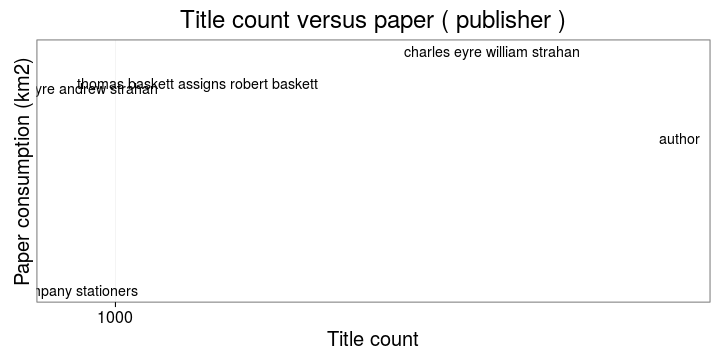 Title count versus paper ( publisher )
Paper consumption (km2)
charles eyre william strahan
thomas baskett assigns robert baskett
yre andrew strahan
author
mpany stationers
1000
Title count